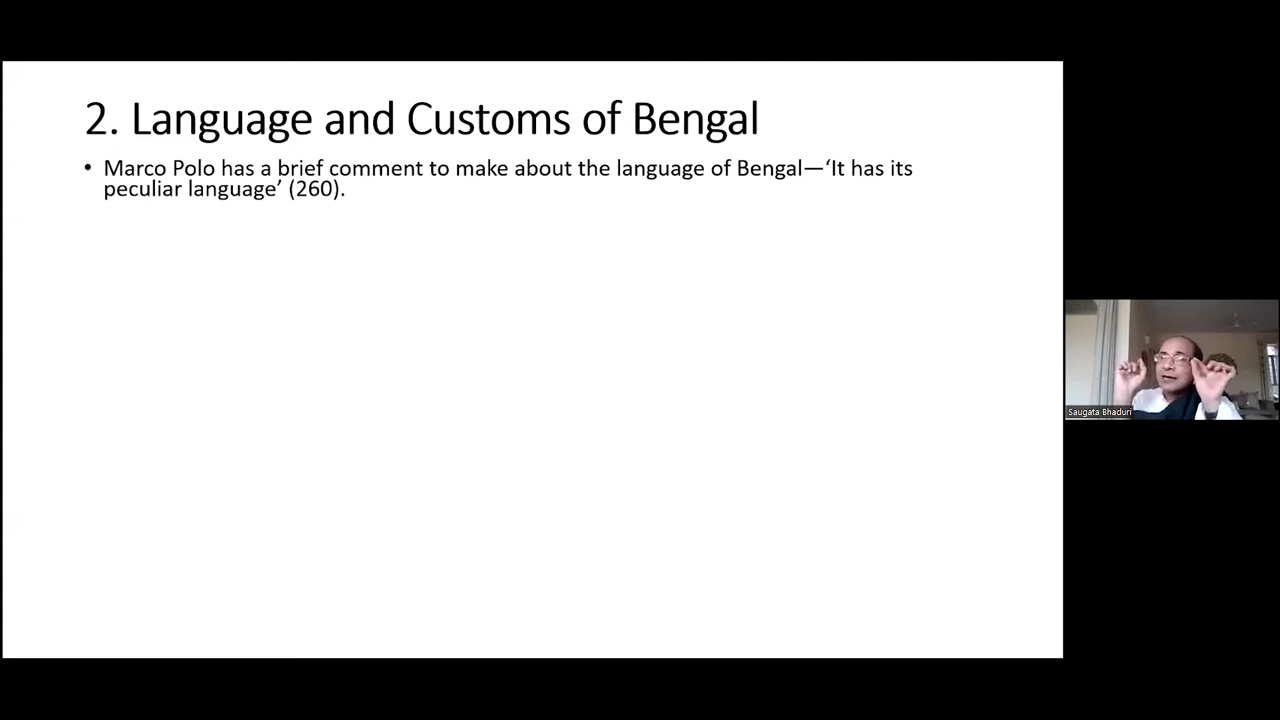 2. Language and Customs of Bengal
• Marco Polo has a brief comment to make about the language of Bengal—‘It has its
peculiar language’ (260).
Saugata Bhaduri